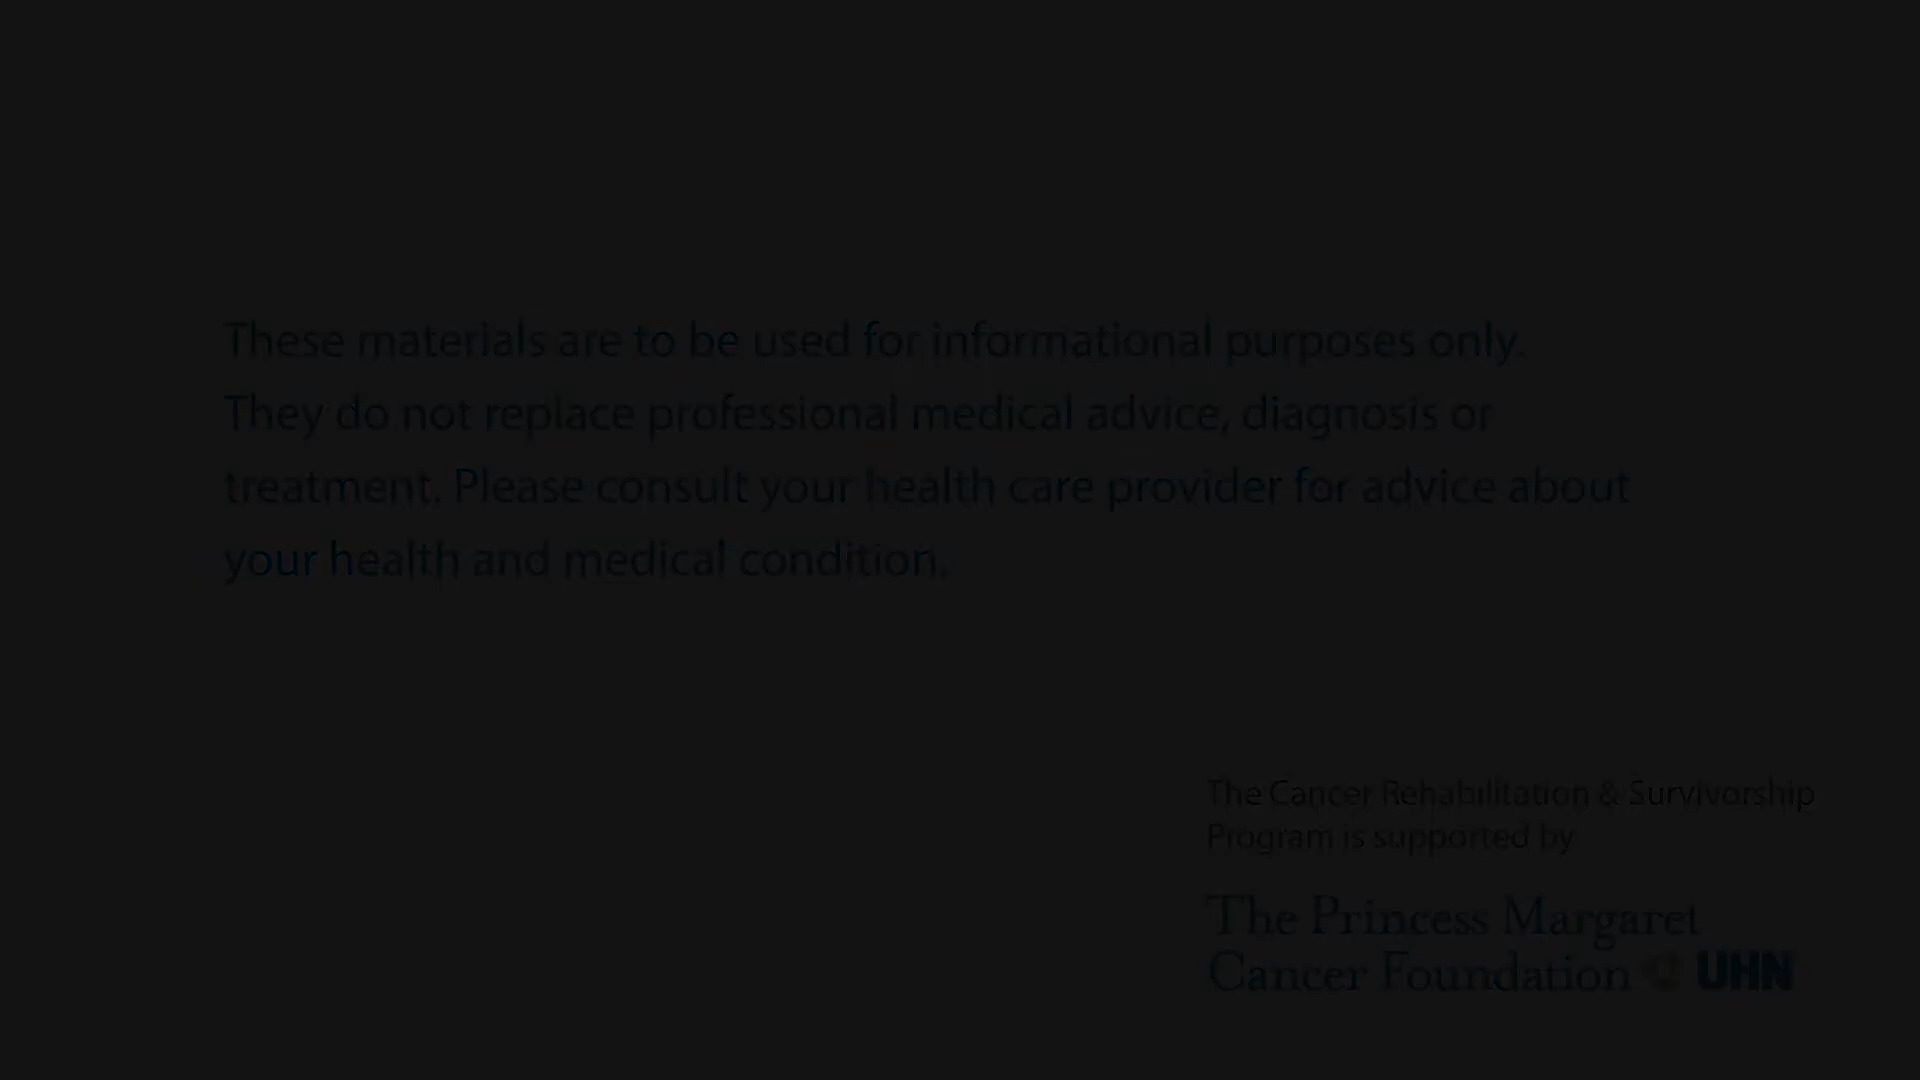 These materials are to be used for informational purposes only.
They do not replace professional medical advice, diagnosis or
treatment. Please consult your health care provider for advice about
your health and medical condition.
The Cancer Rehabilitation & Survivorship
Program is supported by
The Princess Margaret
Cancer Foundation UHN